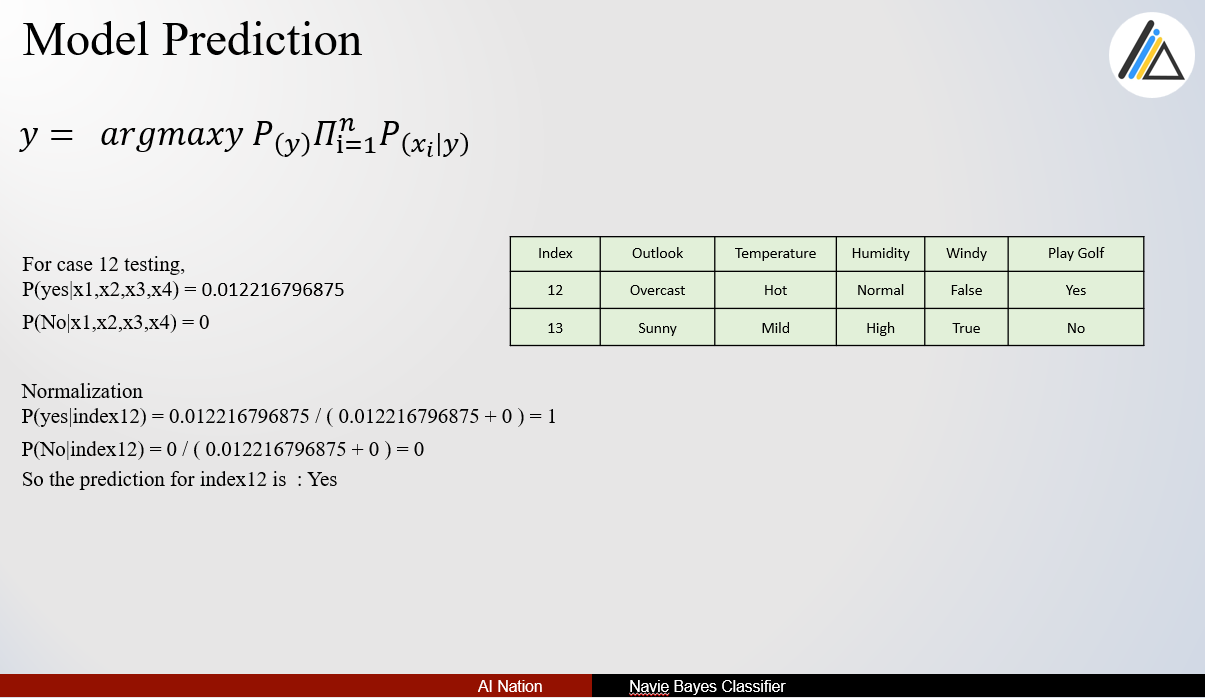 Model Prediction
y = argmaxy P(y)Π_{i=1}^{n}P(x_i|y)
For case 12 testing,
P(yes|x1,x2,x3,x4) = 0.012216796875
P(No|x1,x2,x3,x4) = 0
Index Outlook Temperature Humidity Windy Play Golf
12 Overcast Hot Normal False Yes
13 Sunny Mild High True No
Normalization
P(yes|index12) = 0.012216796875 / ( 0.012216796875 + 0 ) = 1
P(No|index12) = 0 / ( 0.012216796875 + 0 ) = 0
So the prediction for index12 is : Yes
AI Nation
Navie Bayes Classifier